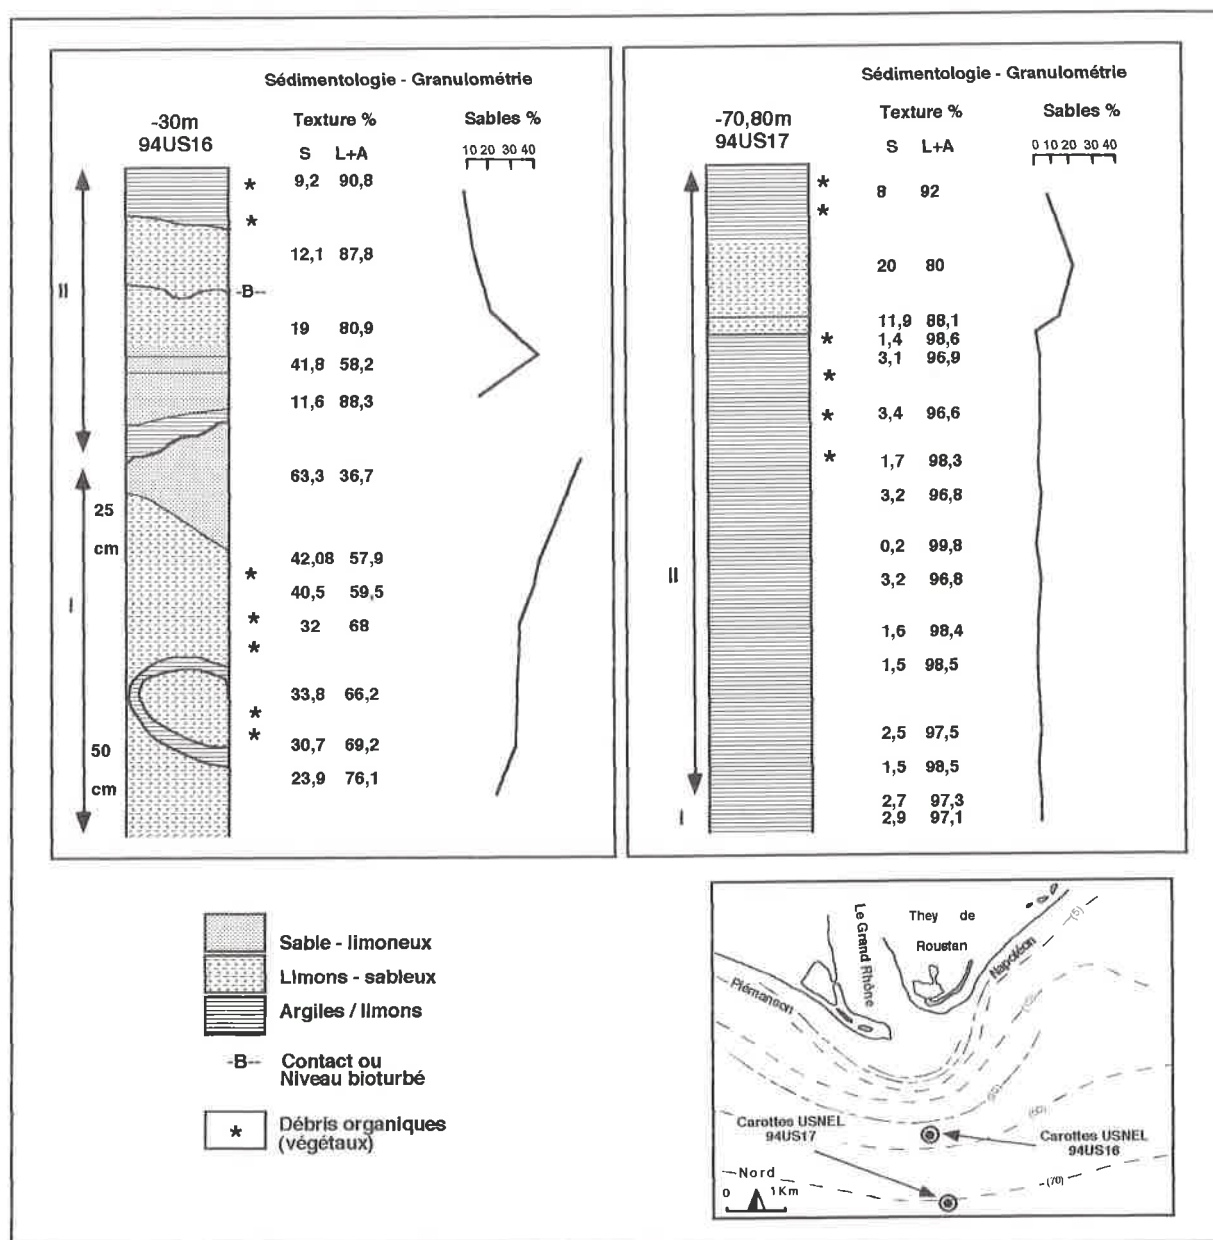 Sédimentologie - Granulométrie
-30m
94US16
Texture %
Sables %
S L+A
10 20 30 40
9,2 90,8
12,1 87,8
-B--
19 80,9
41,8 58,2
11,6 88,3
63,3 36,7
42,08 57,9
40,5 59,5
32 68
33,8 66,2
30,7 69,2
23,9 76,1
II
I
25
cm
50
cm
Sédimentologie - Granulométrie
-70,80m
94US17
Texture %
Sables %
S L+A
0 10 20 30 40
8 92
20 80
11,9 88,1
1,4 98,6
3,1 96,9
3,4 96,6
1,7 98,3
3,2 96,8
0,2 99,8
3,2 96,8
1,6 98,4
1,5 98,5
2,5 97,5
1,5 98,5
2,7 97,3
2,9 97,1
II
I
Sable - limoneux
Limons - sableux
Argiles / limons
-B-- Contact ou
Niveau bioturbé
* Débris organiques
(végétaux)
Le Grand Rhône
They de
Roustan
Napoléon
Piémanson
(5)
(50)
Carottes USNEL
94US17
Carottes USNEL
94US16
(70)
Nord
0 1Km